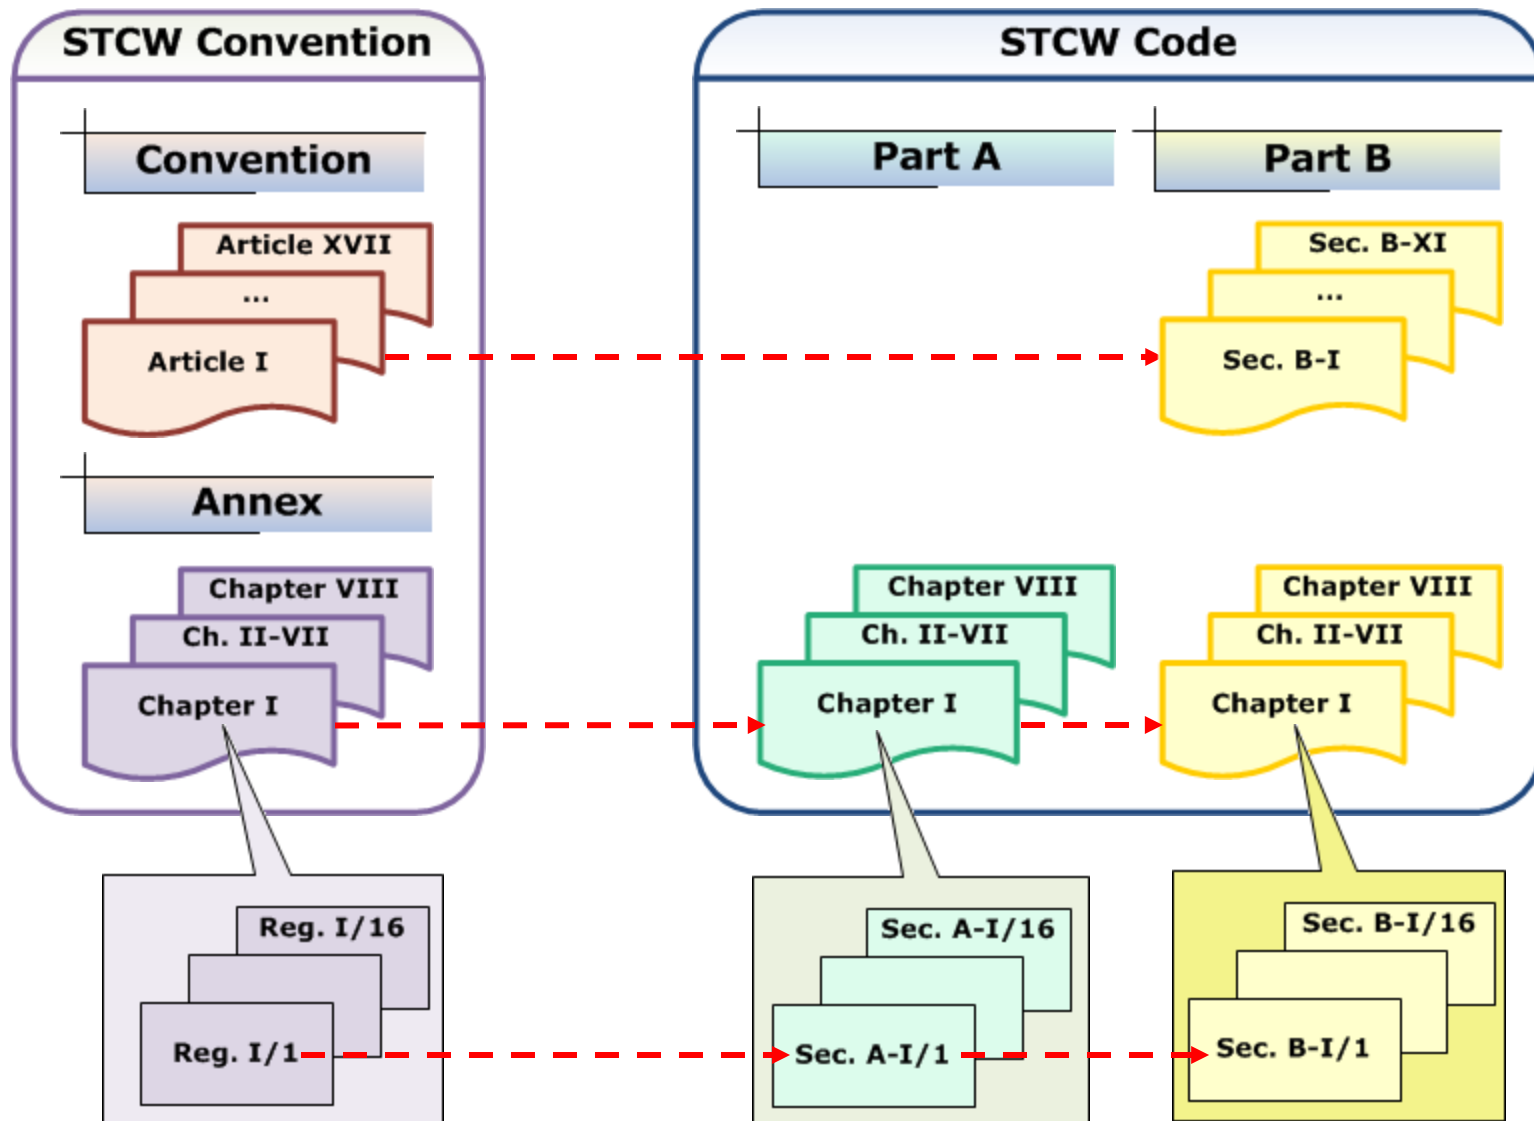 STCW Convention
STCW Code
Convention
Part A
Part B
Article XVII
...
Article I
Sec. B-XI
...
Sec. B-I
Annex
Chapter VIII
Ch. II-VII
Chapter I
Chapter VIII
Ch. II-VII
Chapter I
Chapter VIII
Ch. II-VII
Chapter I
Reg. I/16
Reg. I/1
Sec. A-I/16
Sec. A-I/1
Sec. B-I/16
Sec. B-I/1